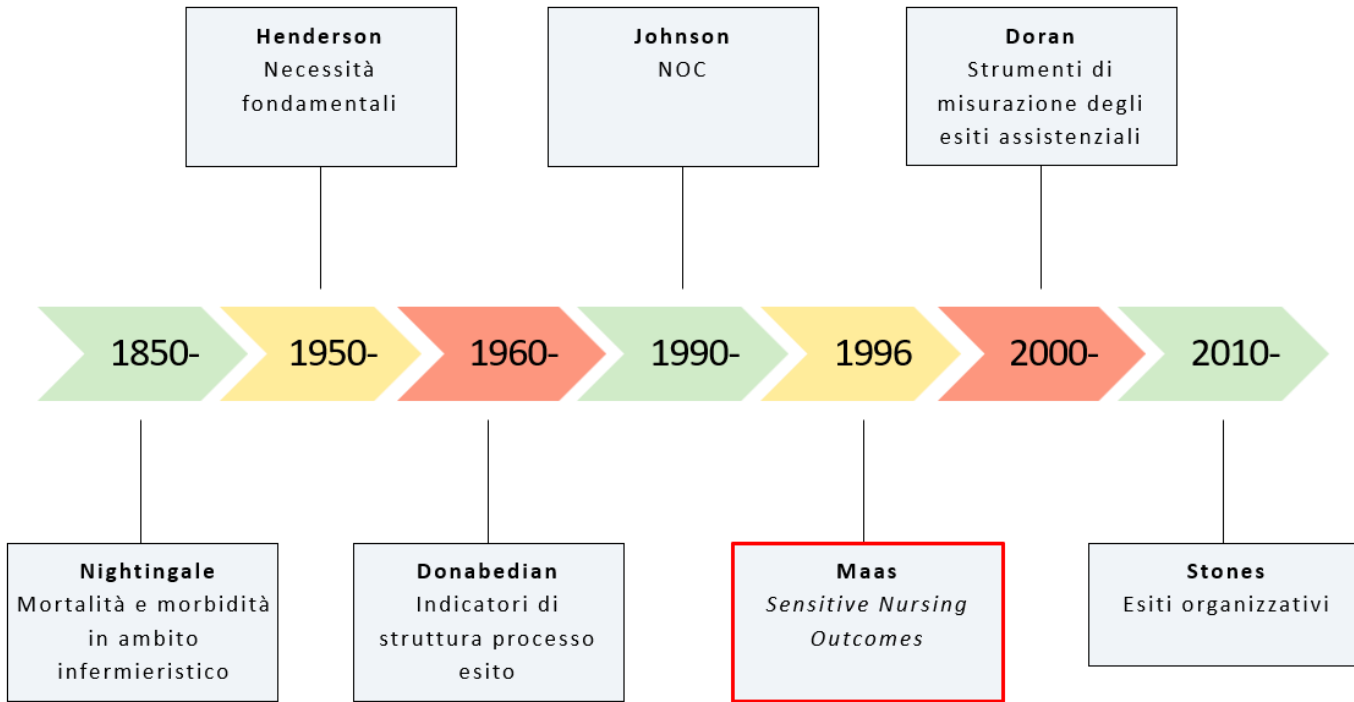 Henderson
Necessità
fondamentali
Johnson
NOC
Doran
Strumenti di
misurazione degli
esiti assistenziali
1850-
1950-
1960-
1990-
1996
2000-
2010-
Nightingale
Mortalità e morbidità
in ambito
infermieristico
Donabedian
Indicatori di
struttura processo
esito
Maas
Sensitive Nursing
Outcomes
Stones
Esiti organizzativi